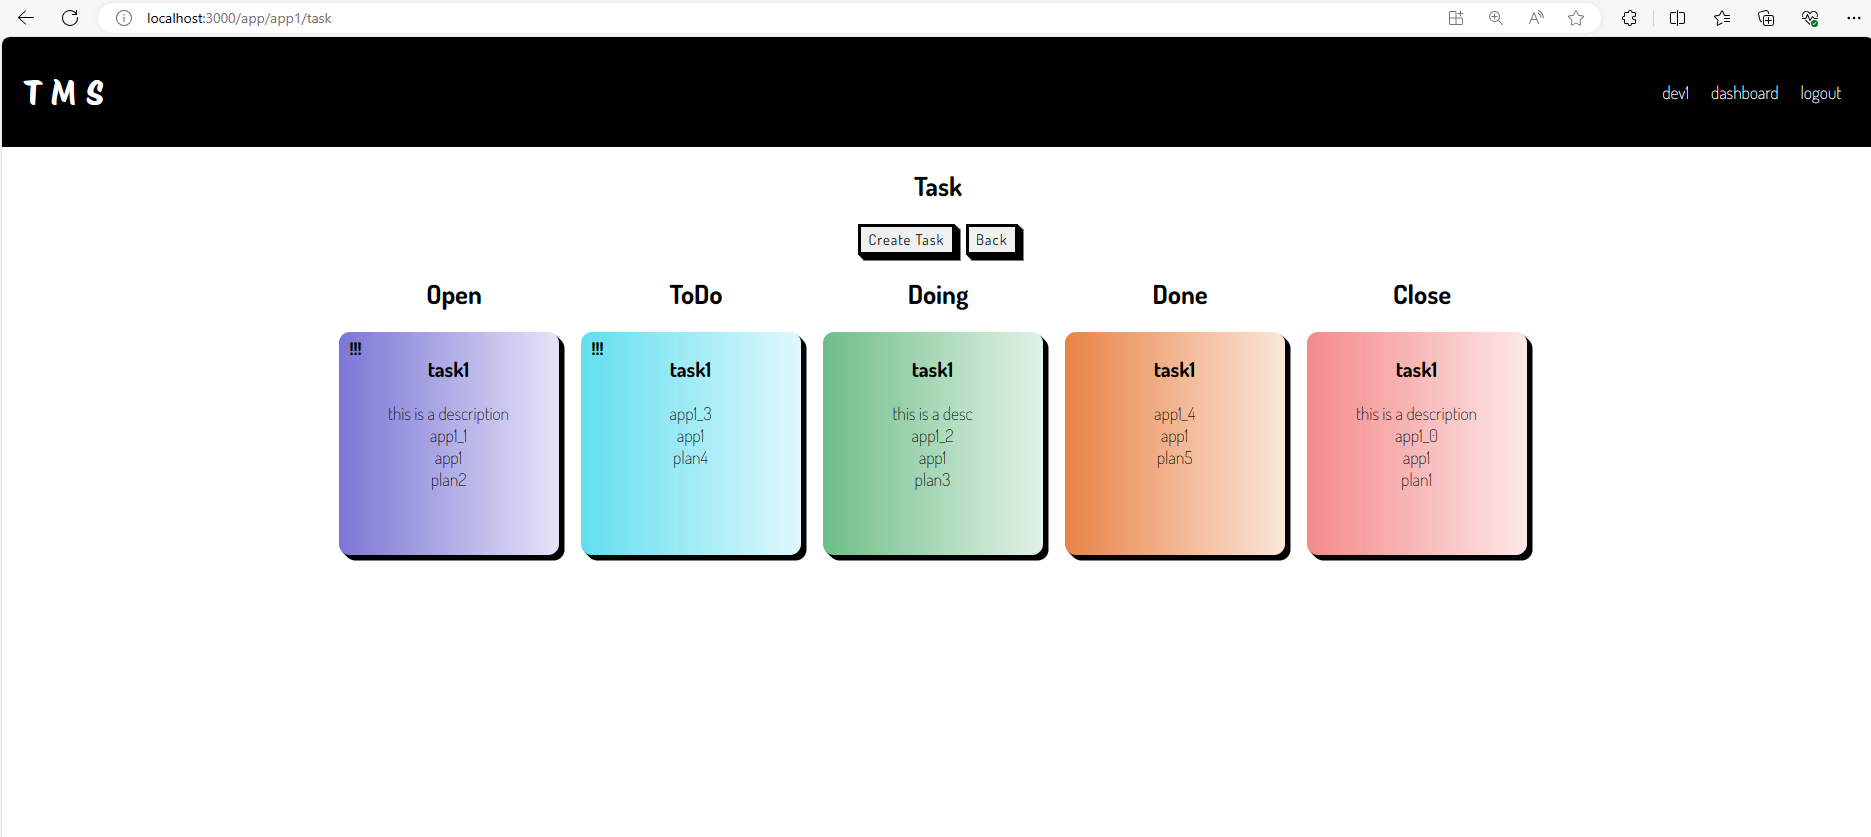 localhost:3000/app/app1/task
TMS
dev1 dashboard logout
Task
Create Task Back
Open ToDo Doing Done Close
!!!
task1
this is a description
app1_1
app1
plan2
!!!
task1
app1_3
app1
plan4
task1
this is a desc
app1_2
app1
plan3
task1
app1_4
app1
plan5
task1
this is a description
app1_0
app1
plan1